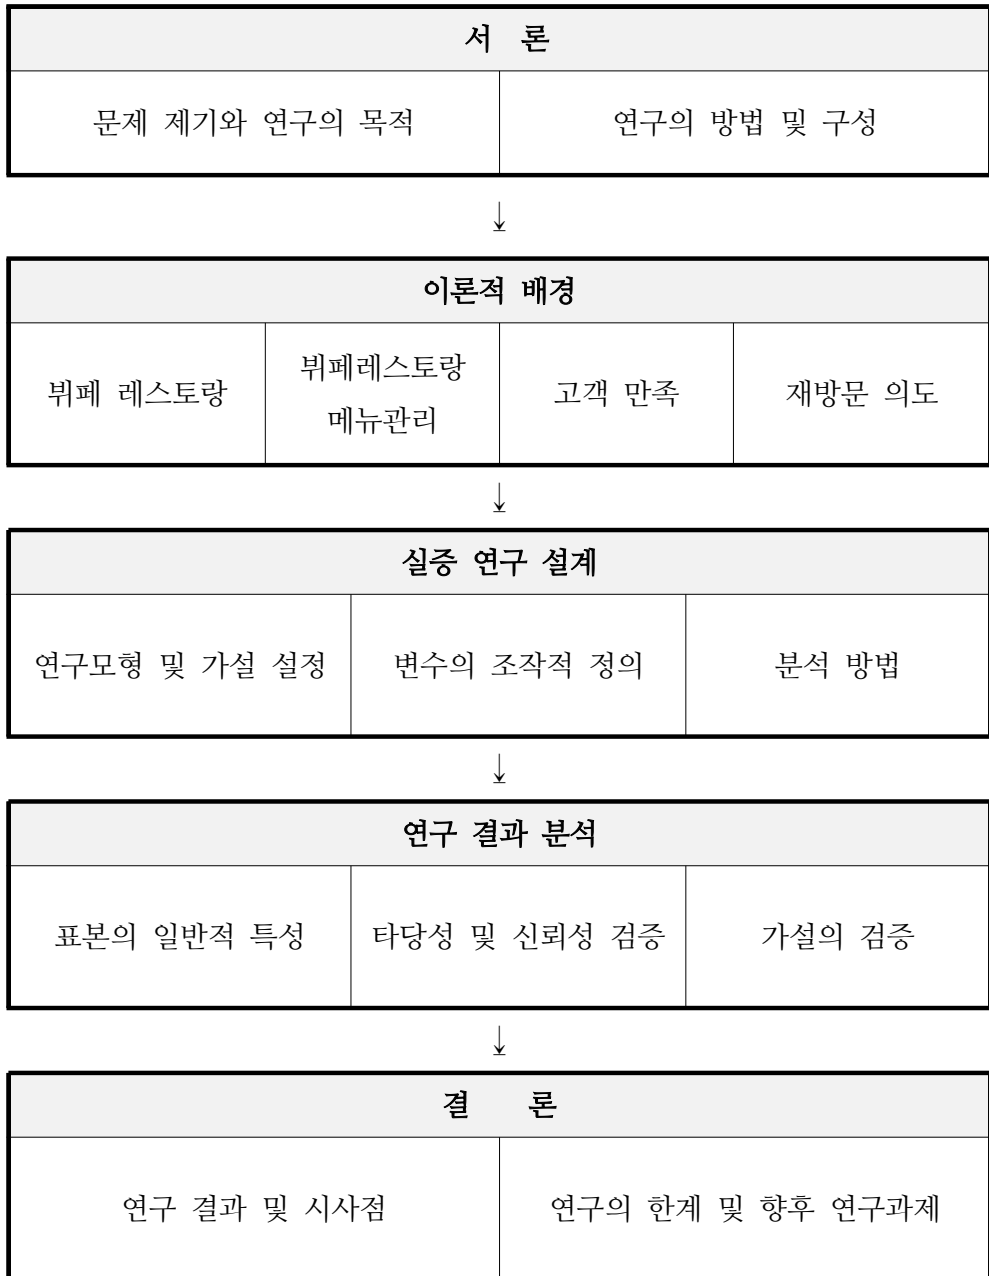 서 론
문제 제기와 연구의 목적
연구의 방법 및 구성
↓
이론적 배경
뷔페 레스토랑
뷔페레스토랑
메뉴관리
고객 만족
재방문 의도
↓
실증 연구 설계
연구모형 및 가설 설정
변수의 조작적 정의
분석 방법
↓
연구 결과 분석
표본의 일반적 특성
타당성 및 신뢰성 검증
가설의 검증
↓
결 론
연구 결과 및 시사점
연구의 한계 및 향후 연구과제